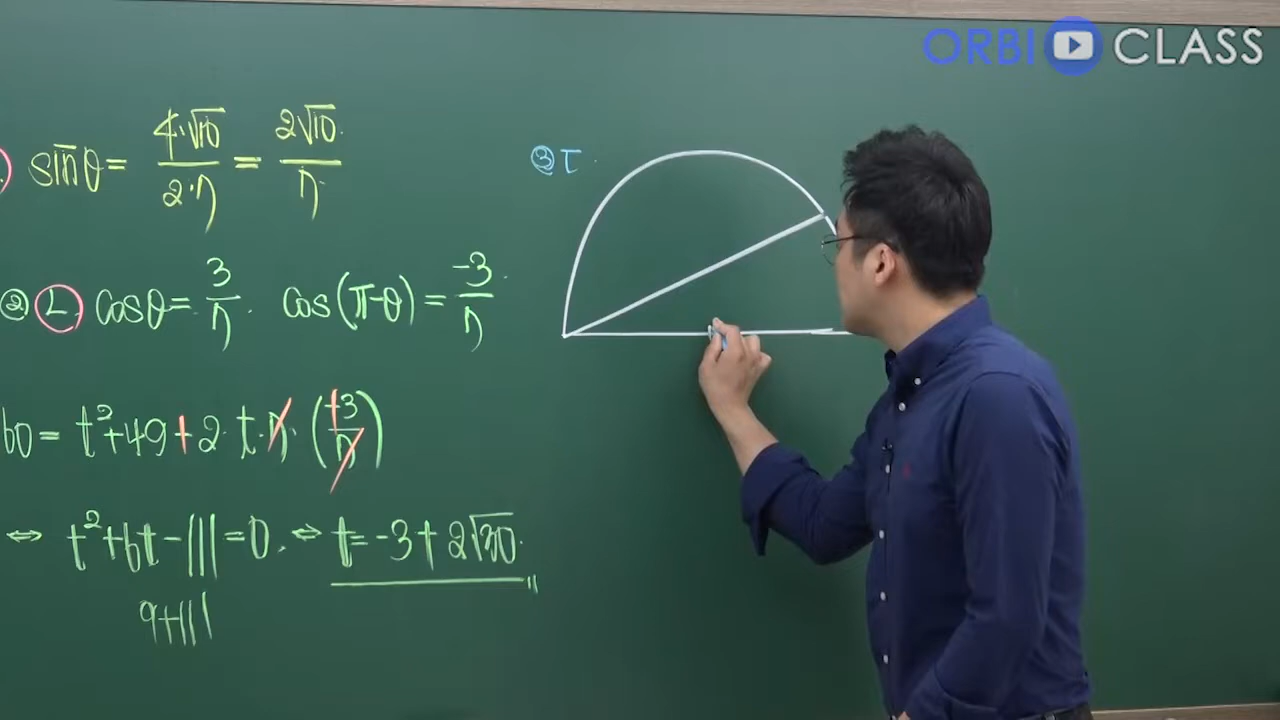 ORBI CLASS
sinθ = 4·√10 / 2·7 = 2√10 / 7
③ ㄷ.
② ㄴ. cosθ = 3/7. cos(π-θ) = -3/7.
60 = t²+49+2·t·7·(+3/7)
⇔ t²+6t-111=0. ⇔ t=-3+2√30.
9+111